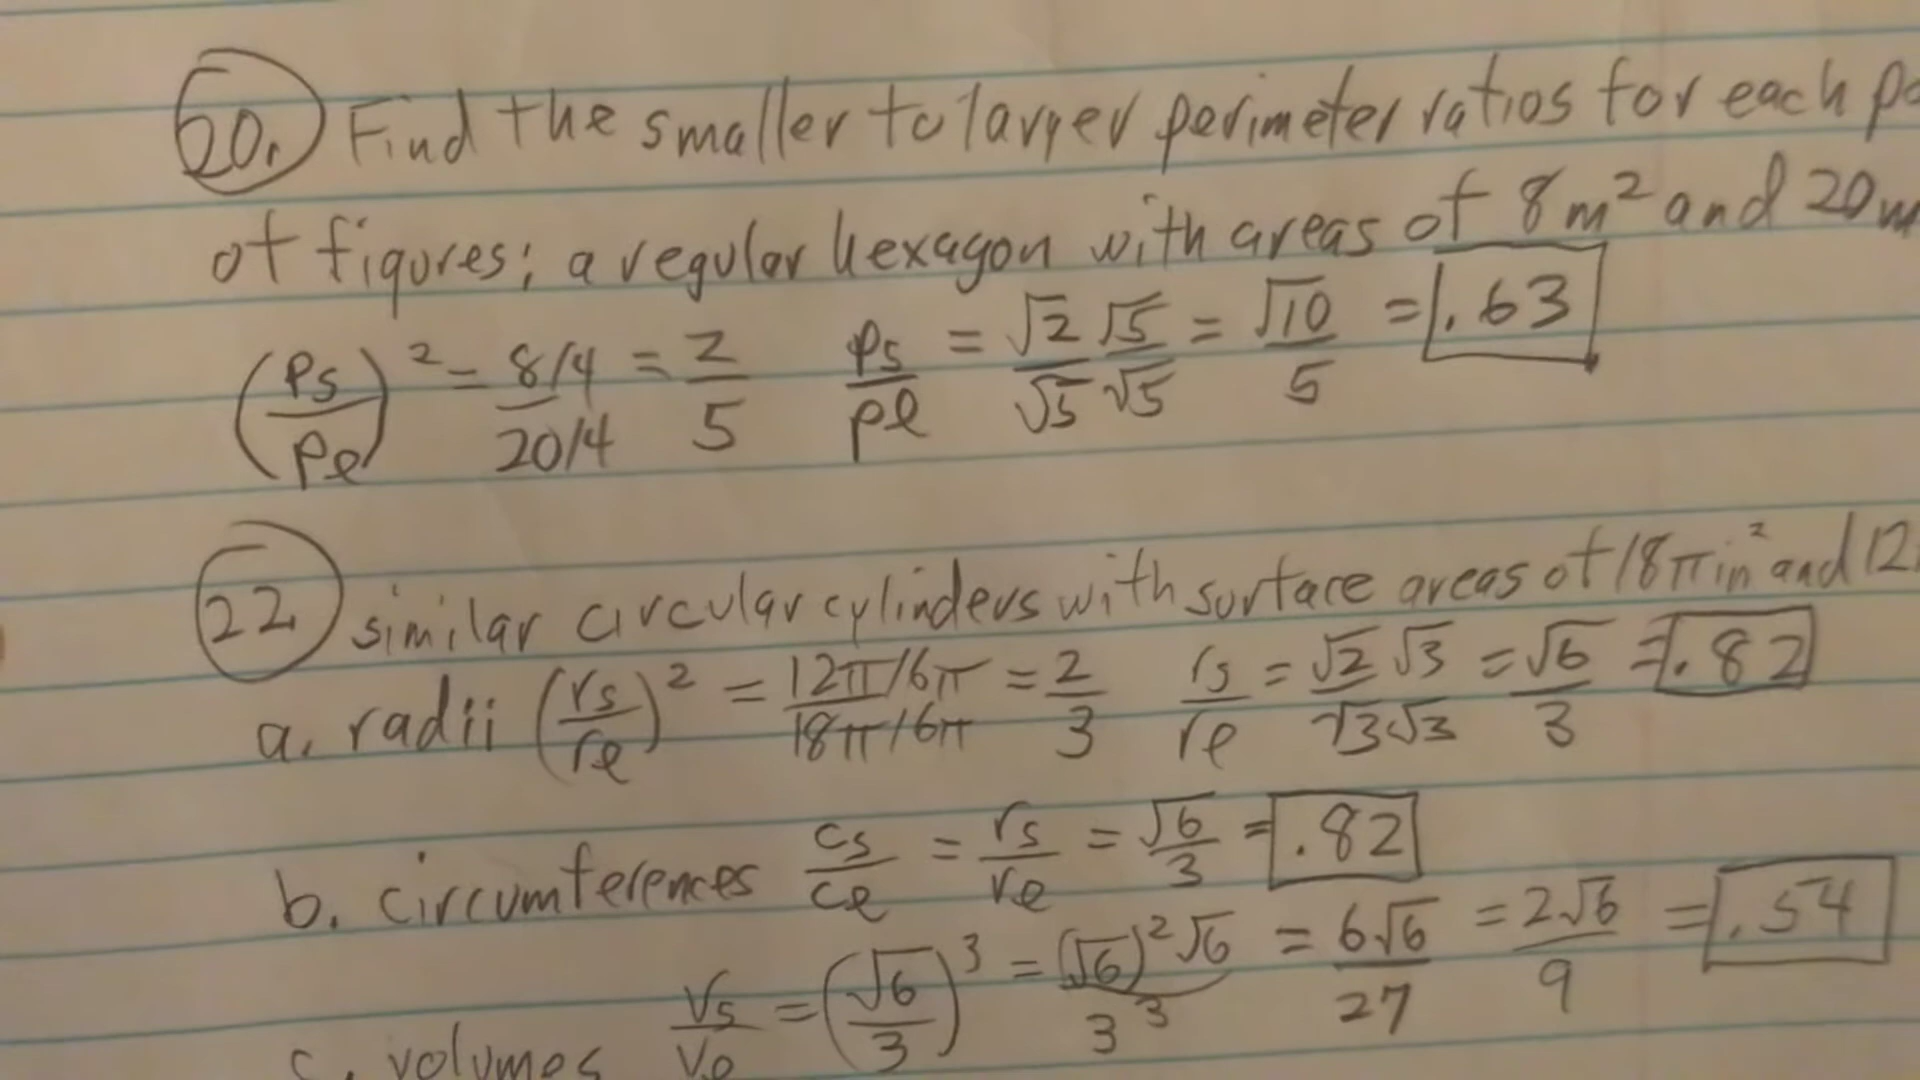 20. Find the smaller to larger perimeter ratios for each
of figures; a regular hexagon with areas of 8m² and 20m
(ps/pl)² = (8/4)/(20/4) = 2/5   ps/pl = √2 √5/√5 √5 = √10/5 = .63
22. similar circular cylinders with surface areas of 18π in² and 12
a. radii (rs/rl)² = (12π/6π)/(18π/6π) = 2/3   rs/rl = √2 √3/√3 √3 = √6/3 = .82
b. circumferences cs/cl = rs/rl = √6/3 = .82
c. volumes Vs/Vl = (√6/3)³ = (√6)²√6/3³ = 6√6/27 = 2√6/9 = .54